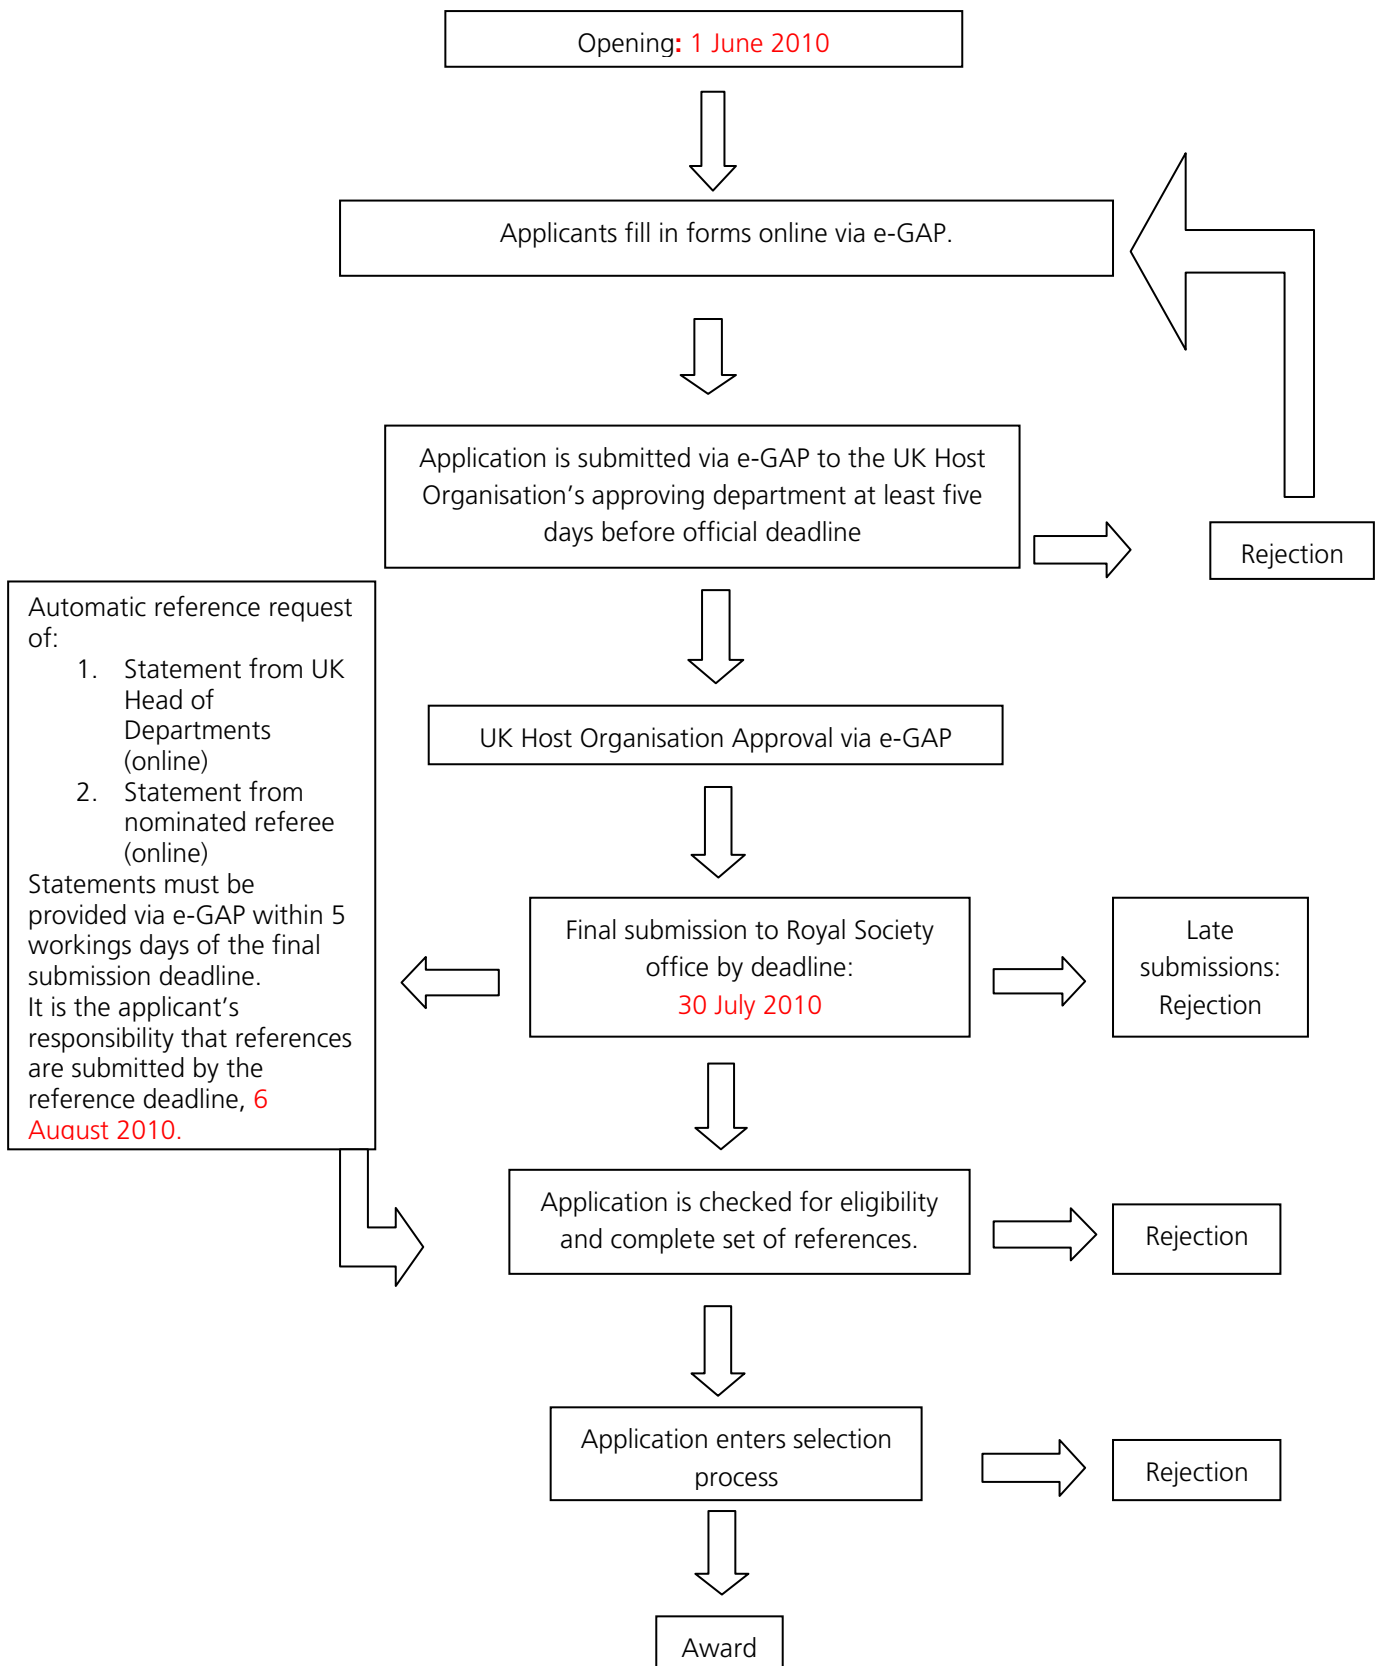 Opening: 1 June 2010
Applicants fill in forms online via e-GAP.
Application is submitted via e-GAP to the UK Host
Organisation’s approving department at least five
days before official deadline
Rejection
Automatic reference request
of:
1. Statement from UK
Head of
Departments
(online)
2. Statement from
nominated referee
(online)
Statements must be
provided via e-GAP within 5
workings days of the final
submission deadline.
It is the applicant’s
responsibility that references
are submitted by the
reference deadline, 6
August 2010.
UK Host Organisation Approval via e-GAP
Final submission to Royal Society
office by deadline:
30 July 2010
Late
submissions:
Rejection
Application is checked for eligibility
and complete set of references.
Rejection
Application enters selection
process
Rejection
Award